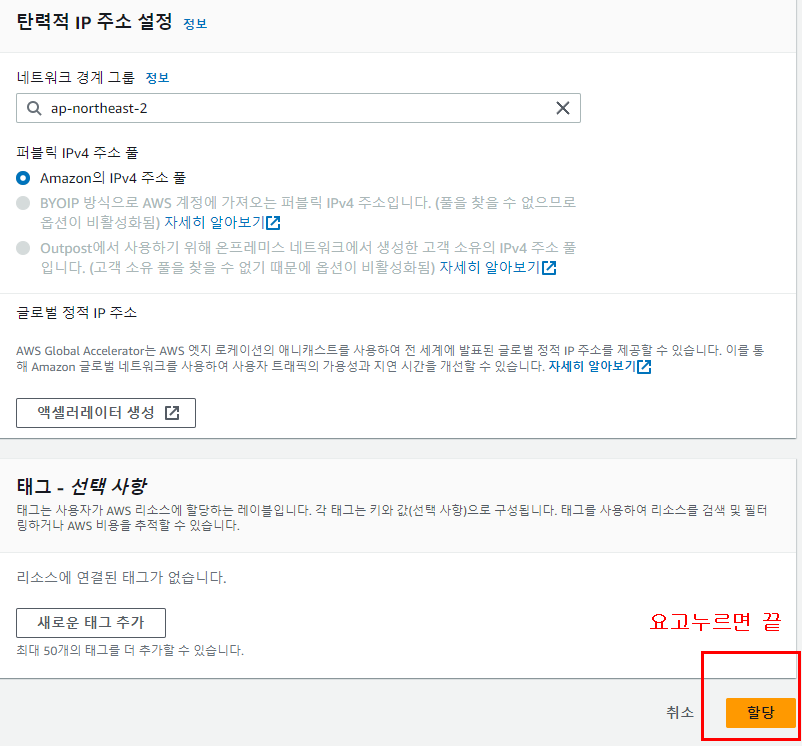 탄력적 IP 주소 설정 정보
네트워크 경계 그룹 정보
ap-northeast-2
퍼블릭 IPv4 주소 풀
Amazon의 IPv4 주소 풀
BYOIP 방식으로 AWS 계정에 가져오는 퍼블릭 IPv4 주소입니다. (풀을 찾을 수 없으므로
옵션이 비활성화됨) 자세히 알아보기
Outpost에서 사용하기 위해 온프레미스 네트워크에서 생성한 고객 소유의 IPv4 주소 풀
입니다. (고객 소유 풀을 찾을 수 없기 때문에 옵션이 비활성화됨) 자세히 알아보기
글로벌 정적 IP 주소
AWS Global Accelerator는 AWS 엣지 로케이션의 애니캐스트를 사용하여 전 세계에 발표된 글로벌 정적 IP 주소를 제공할 수 있습니다. 이를 통
해 Amazon 글로벌 네트워크를 사용하여 사용자 트래픽의 가용성과 지연 시간을 개선할 수 있습니다. 자세히 알아보기
액셀러레이터 생성
태그 - 선택 사항
태그는 사용자가 AWS 리소스에 할당하는 레이블입니다. 각 태그는 키와 값(선택 사항)으로 구성됩니다. 태그를 사용하여 리소스를 검색 및 필터
링하거나 AWS 비용을 추적할 수 있습니다.
리소스에 연결된 태그가 없습니다.
새로운 태그 추가
요고누르면 끝
최대 50개의 태그를 더 추가할 수 있습니다.
취소 할당